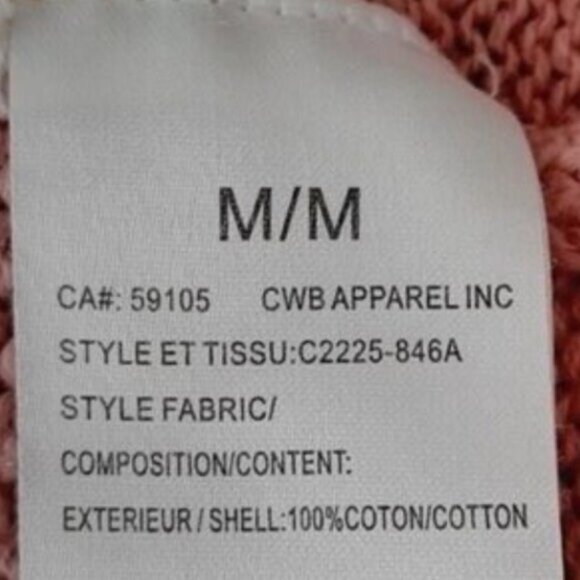 M/M
CA#: 59105 CWB APPAREL INC
STYLE ET TISSU:C2225-846A
STYLE FABRIC/
COMPOSITION/CONTENT:
EXTERIEUR / SHELL:100%COTON/COTTON